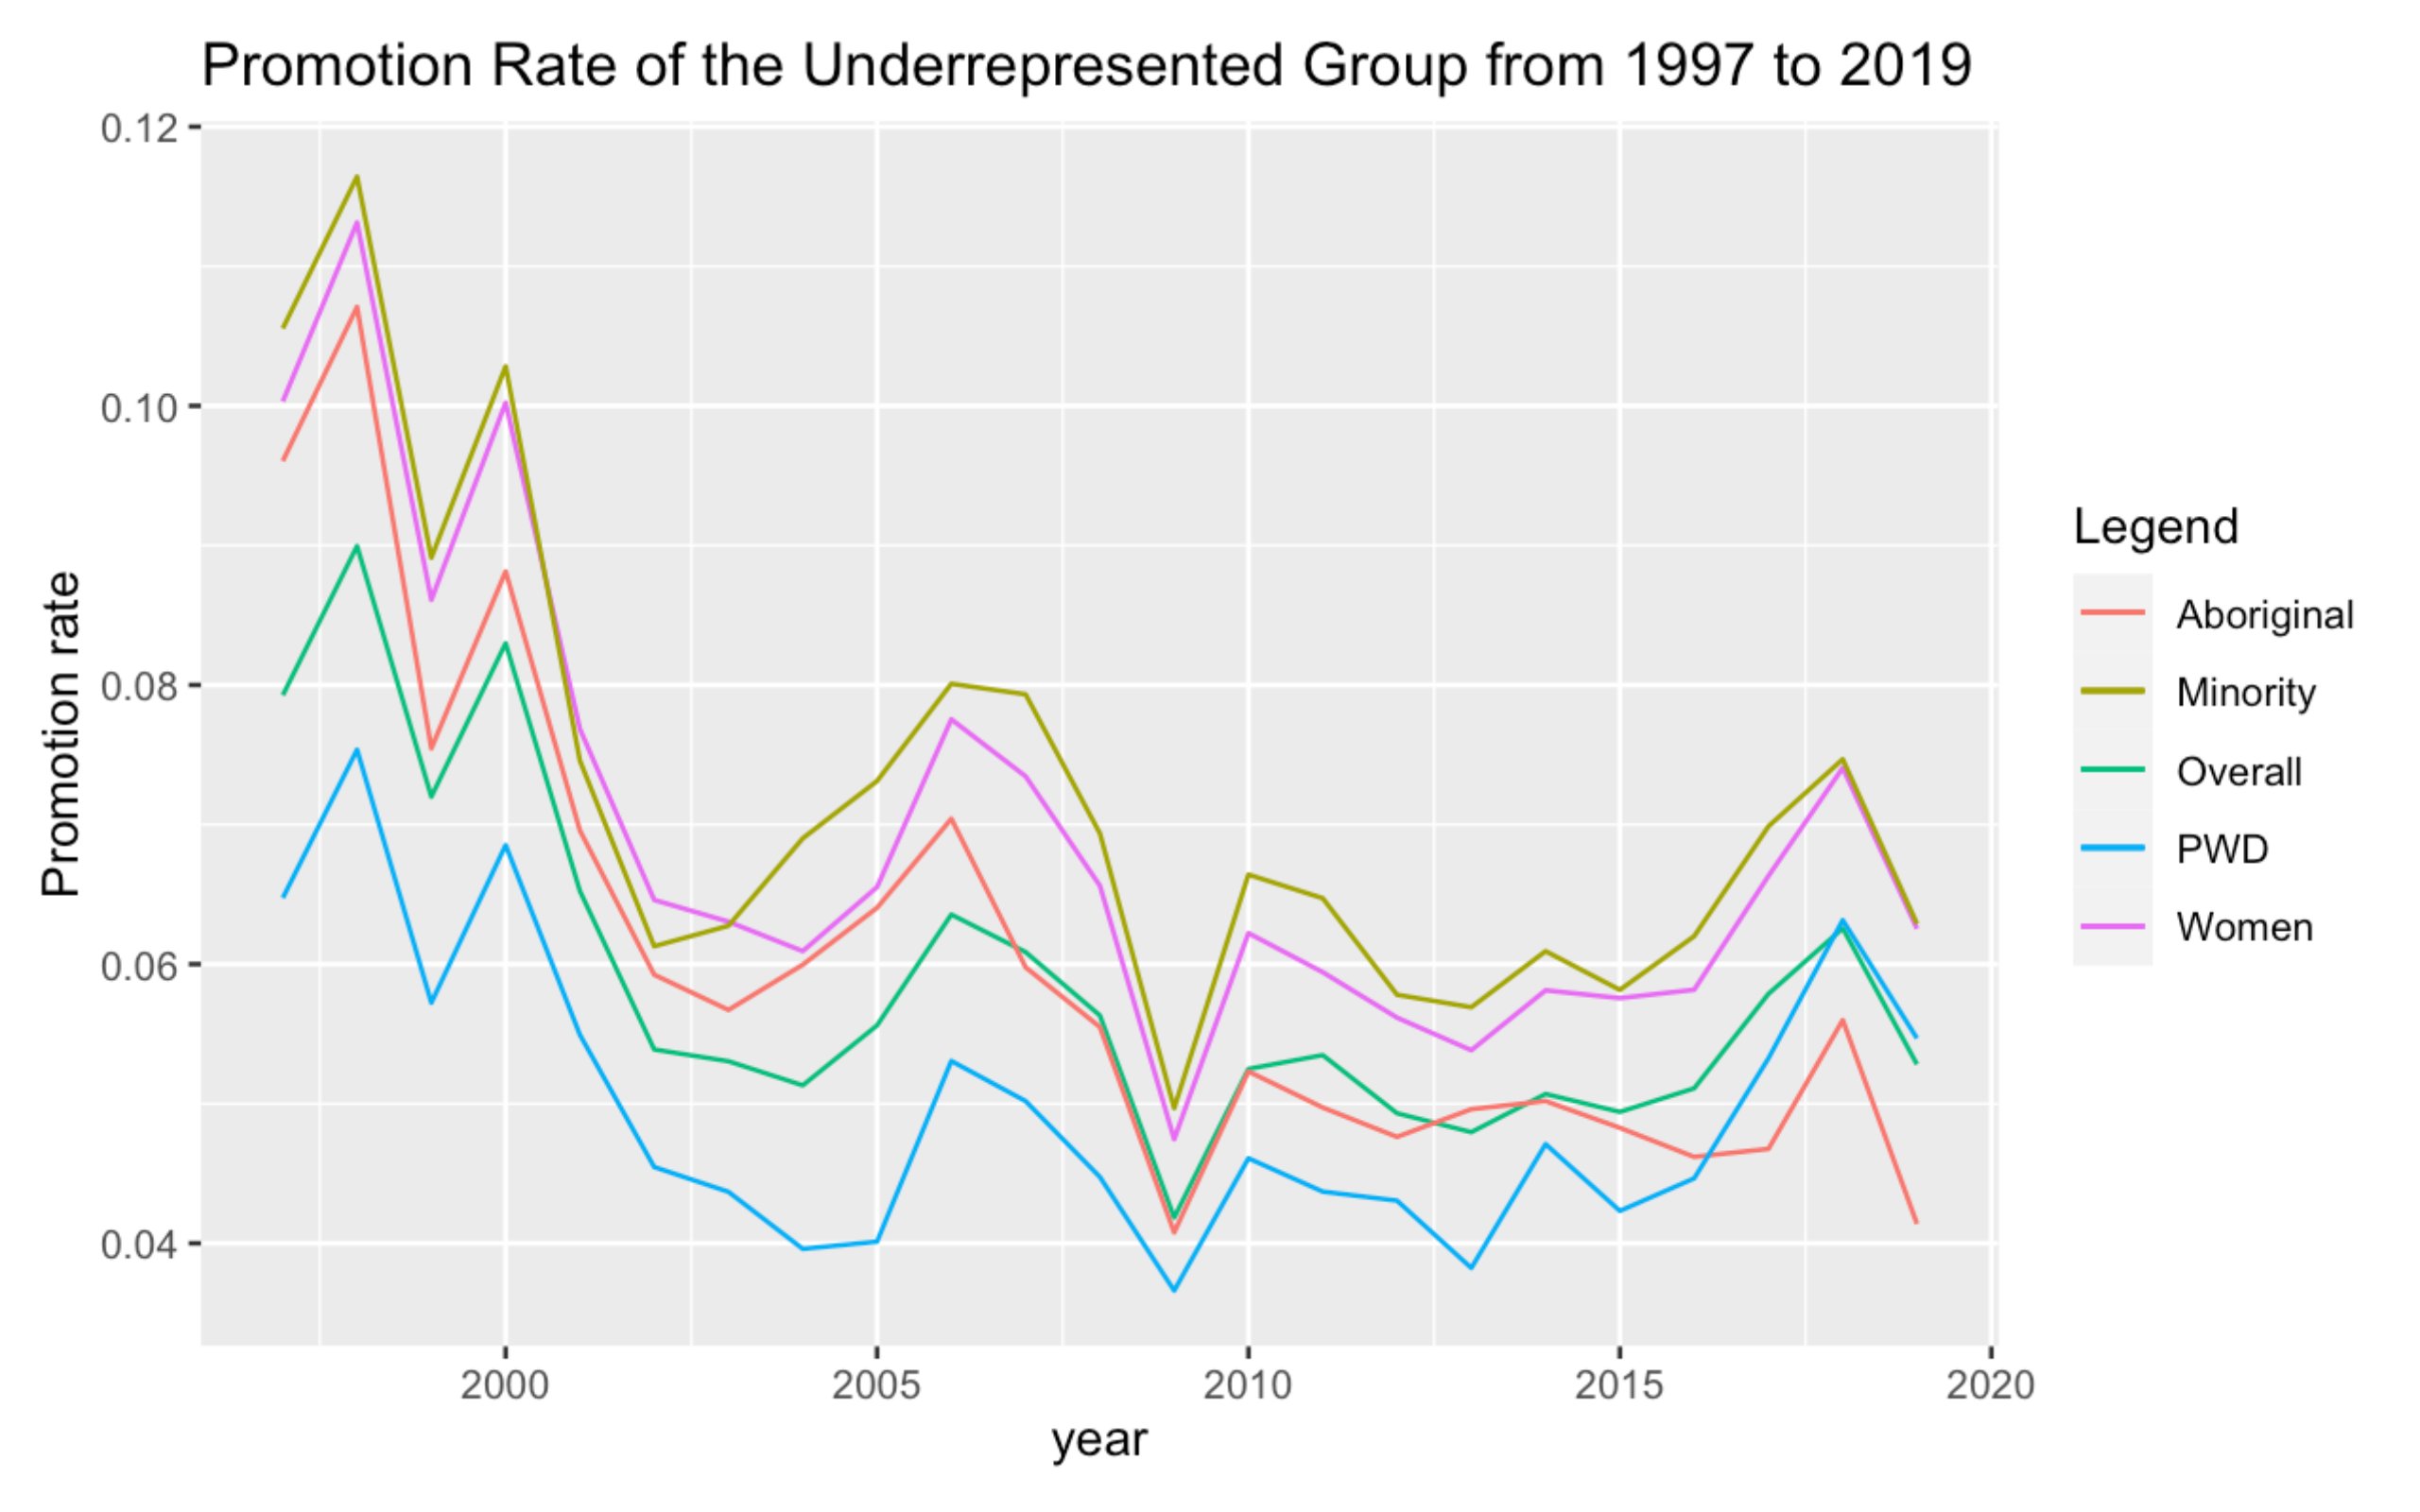 Promotion Rate of the Underrepresented Group from 1997 to 2019
0.12
0.10
0.08
0.06
0.04
Promotion rate
2000 2005 2010 2015 2020
year
Legend
Aboriginal
Minority
Overall
PWD
Women